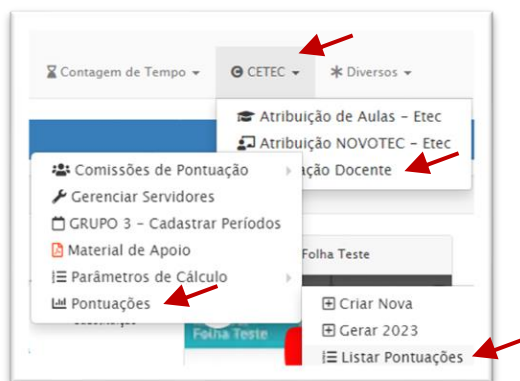 Contagem de Tempo
CETEC
Diversos
Atribuição de Aulas – Etec
Atribuição NOVOTEC – Etec
ação Docente
Comissões de Pontuação
Gerenciar Servidores
GRUPO 3 – Cadastrar Períodos
Material de Apoio
Parâmetros de Cálculo
Pontuações
Folha Teste
Folha Teste
Criar Nova
Gerar 2023
Listar Pontuações